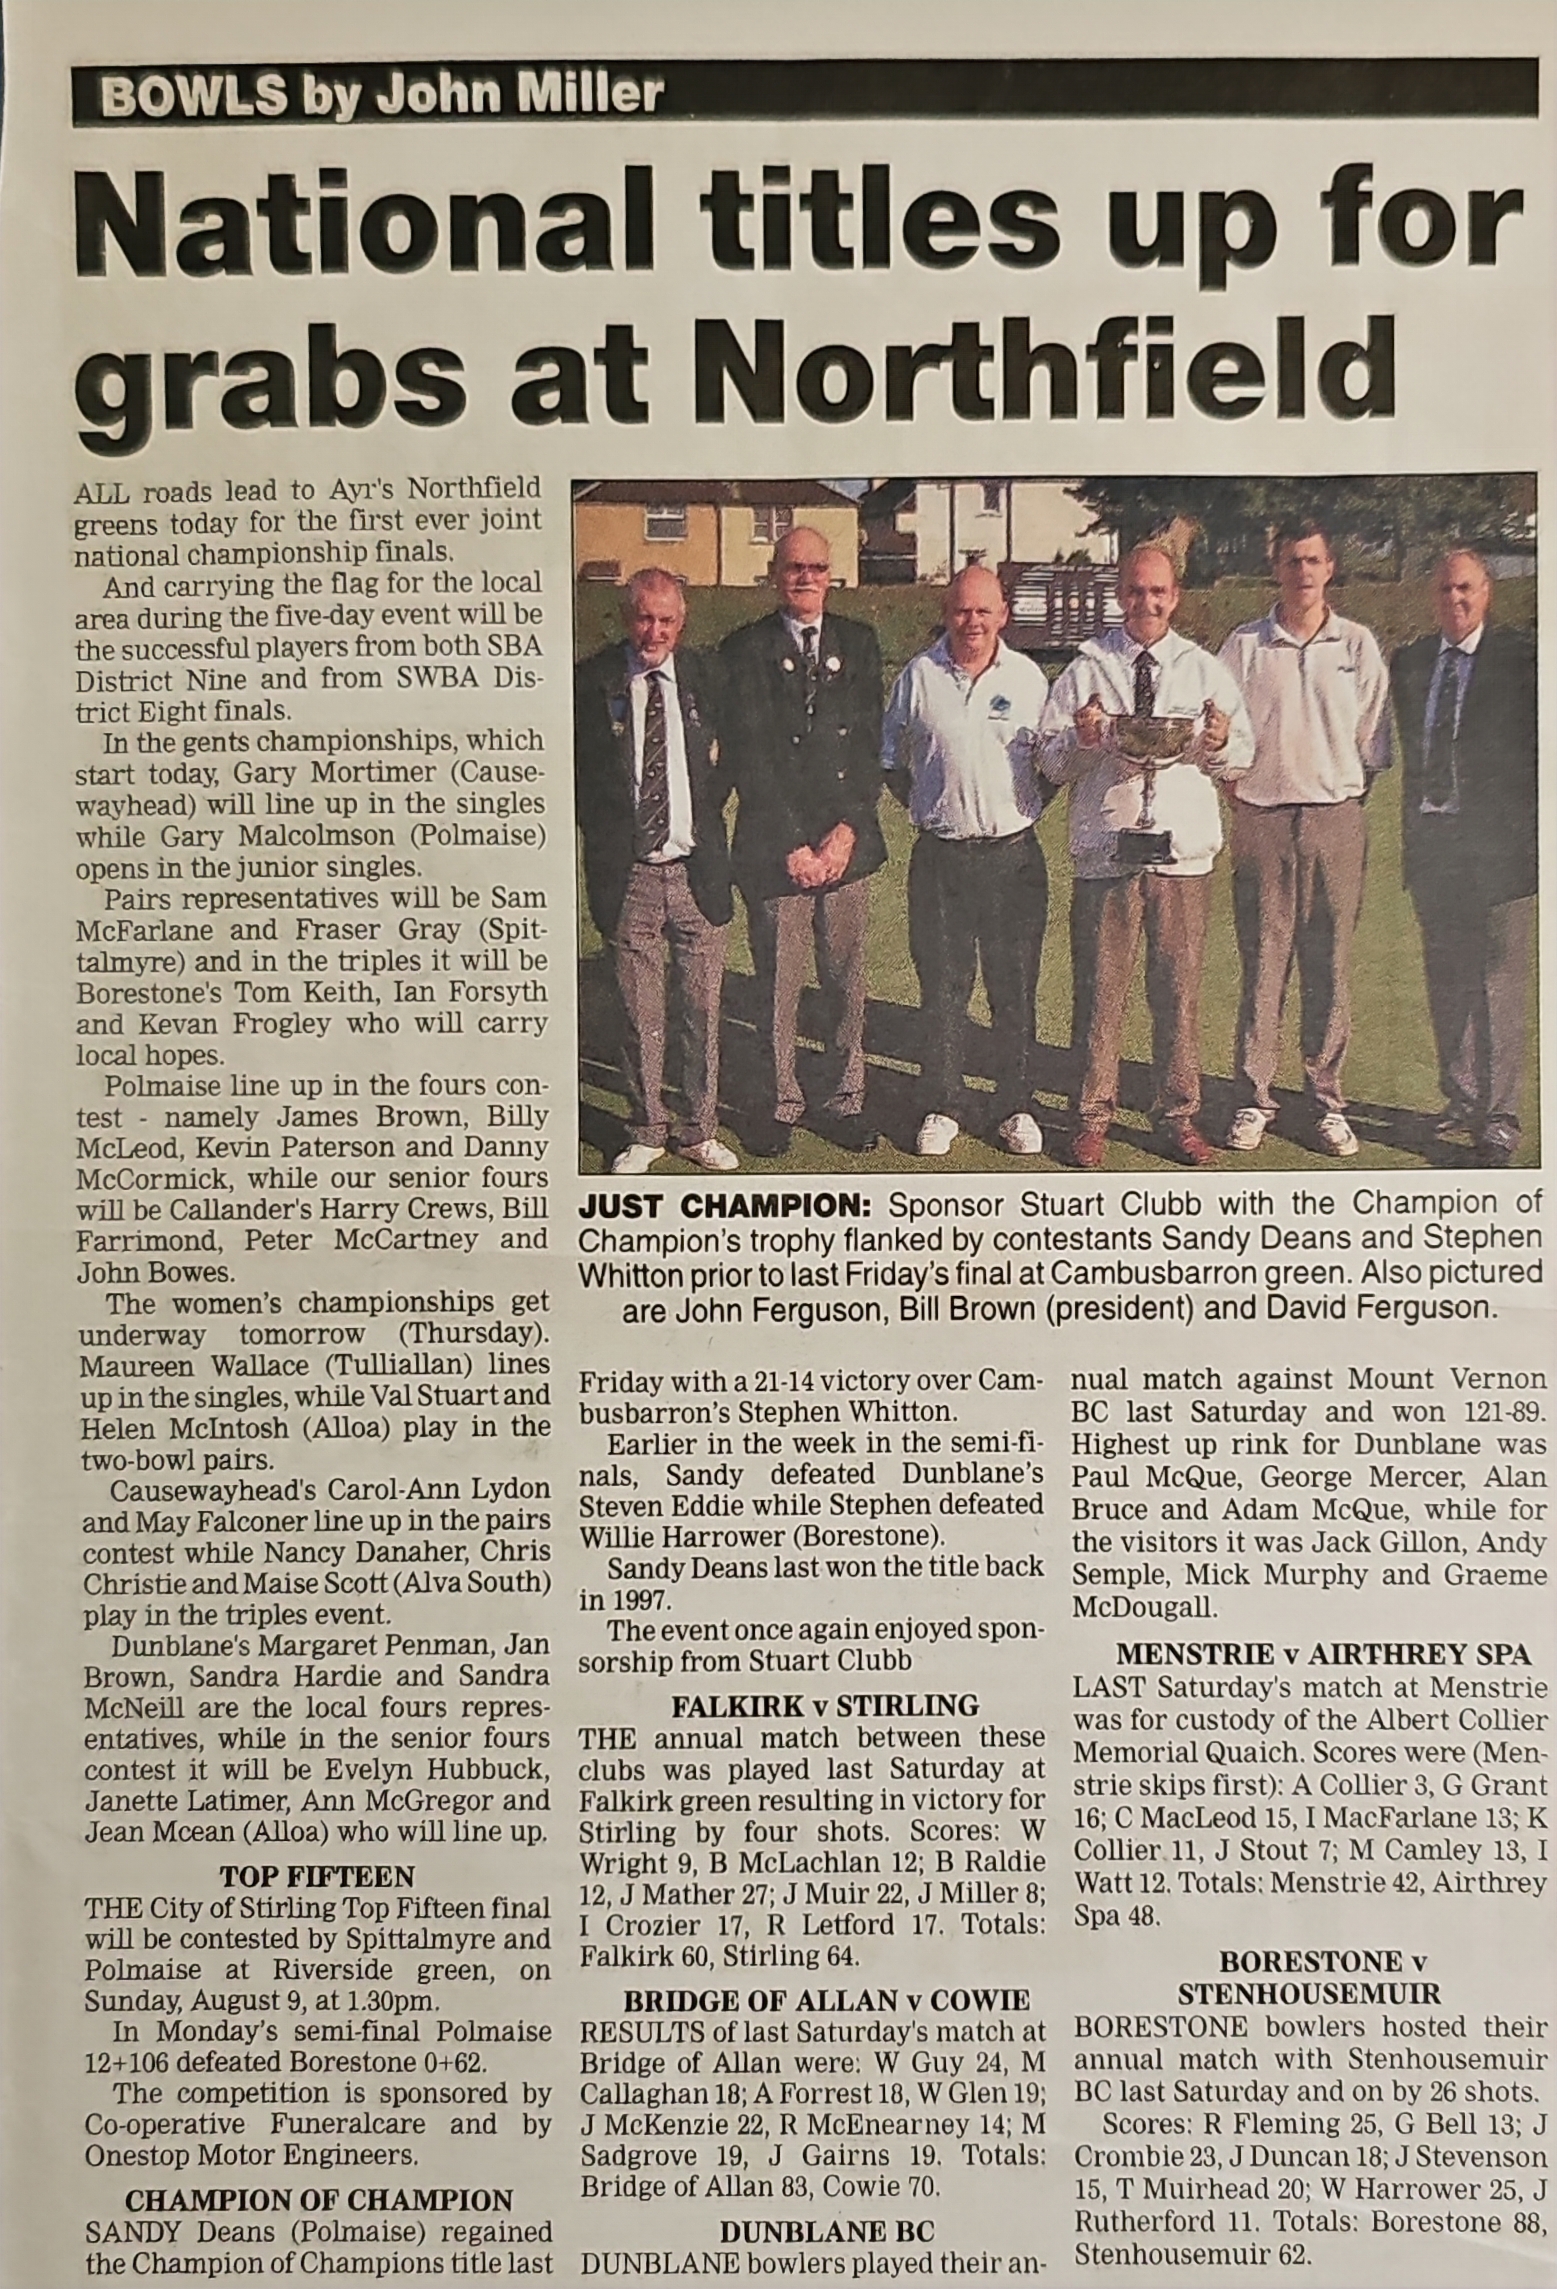 BOWLS by John Miller
National titles up for
grabs at Northfield
ALL roads lead to Ayr's Northfield
greens today for the first ever joint
national championship finals.
And carrying the flag for the local
area during the five-day event will be
the successful players from both SBA
District Nine and from SWBA Dis-
trict Eight finals.
In the gents championships, which
start today, Gary Mortimer (Cause-
wayhead) will line up in the singles
while Gary Malcolmson (Polmaise)
opens in the junior singles.
Pairs representatives will be Sam
McFarlane and Fraser Gray (Spit-
talmyre) and in the triples it will be
Borestone's Tom Keith, Ian Forsyth
and Kevan Frogley who will carry
local hopes.
Polmaise line up in the fours con-
test - namely James Brown, Billy
McLeod, Kevin Paterson and Danny
McCormick, while our senior fours
will be Callander's Harry Crews, Bill
Farrimond, Peter McCartney and
John Bowes.
The women's championships get
underway tomorrow (Thursday).
Maureen Wallace (Tulliallan) lines
up in the singles, while Val Stuart and
Helen McIntosh (Alloa) play in the
two-bowl pairs.
Causewayhead's Carol-Ann Lydon
and May Falconer line up in the pairs
contest while Nancy Danaher, Chris
Christie and Maise Scott (Alva South)
play in the triples event.
Dunblane's Margaret Penman, Jan
Brown, Sandra Hardie and Sandra
McNeill are the local fours repres-
entatives, while in the senior fours
contest it will be Evelyn Hubbuck,
Janette Latimer, Ann McGregor and
Jean Mcean (Alloa) who will line up.
TOP FIFTEEN
THE City of Stirling Top Fifteen final
will be contested by Spittalmyre and
Polmaise at Riverside green, on
Sunday, August 9, at 1.30pm.
In Monday's semi-final Polmaise
12+106 defeated Borestone 0+62.
The competition is sponsored by
Co-operative Funeralcare and by
Onestop Motor Engineers.
CHAMPION OF CHAMPION
SANDY Deans (Polmaise) regained
the Champion of Champions title last
JUST CHAMPION: Sponsor Stuart Clubb with the Champion of
Champion's trophy flanked by contestants Sandy Deans and Stephen
Whitton prior to last Friday's final at Cambusbarron green. Also pictured
are John Ferguson, Bill Brown (president) and David Ferguson.
Friday with a 21-14 victory over Cam-
busbarron's Stephen Whitton.
Earlier in the week in the semi-fi-
nals, Sandy defeated Dunblane's
Steven Eddie while Stephen defeated
Willie Harrower (Borestone).
Sandy Deans last won the title back
in 1997.
The event once again enjoyed spon-
sorship from Stuart Clubb
FALKIRK v STIRLING
THE annual match between these
clubs was played last Saturday at
Falkirk green resulting in victory for
Stirling by four shots. Scores: W
Wright 9, B McLachlan 12; B Raldie
12, J Mather 27; J Muir 22, J Miller 8;
I Crozier 17, R Letford 17. Totals:
Falkirk 60, Stirling 64.
BRIDGE OF ALLAN v COWIE
RESULTS of last Saturday's match at
Bridge of Allan were: W Guy 24, M
Callaghan 18; A Forrest 18, W Glen 19;
J McKenzie 22, R McEnearney 14; M
Sadgrove 19, J Gairns 19. Totals:
Bridge of Allan 83, Cowie 70.
DUNBLANE BC
DUNBLANE bowlers played their an-
nual match against Mount Vernon
BC last Saturday and won 121-89.
Highest up rink for Dunblane was
Paul McQue, George Mercer, Alan
Bruce and Adam McQue, while for
the visitors it was Jack Gillon, Andy
Semple, Mick Murphy and Graeme
McDougall.
MENSTRIE v AIRTHREY SPA
LAST Saturday's match at Menstrie
was for custody of the Albert Collier
Memorial Quaich. Scores were (Men-
strie skips first): A Collier 3, G Grant
16; C MacLeod 15, I MacFarlane 13; K
Collier 11, J Stout 7; M Camley 13, I
Watt 12. Totals: Menstrie 42, Airthrey
Spa 48.
BORESTONE v
STENHOUSEMUIR
BORESTONE bowlers hosted their
annual match with Stenhousemuir
BC last Saturday and on by 26 shots.
Scores: R Fleming 25, G Bell 13; J
Crombie 23, J Duncan 18; J Stevenson
15, T Muirhead 20; W Harrower 25, J
Rutherford 11. Totals: Borestone 88,
Stenhousemuir 62.